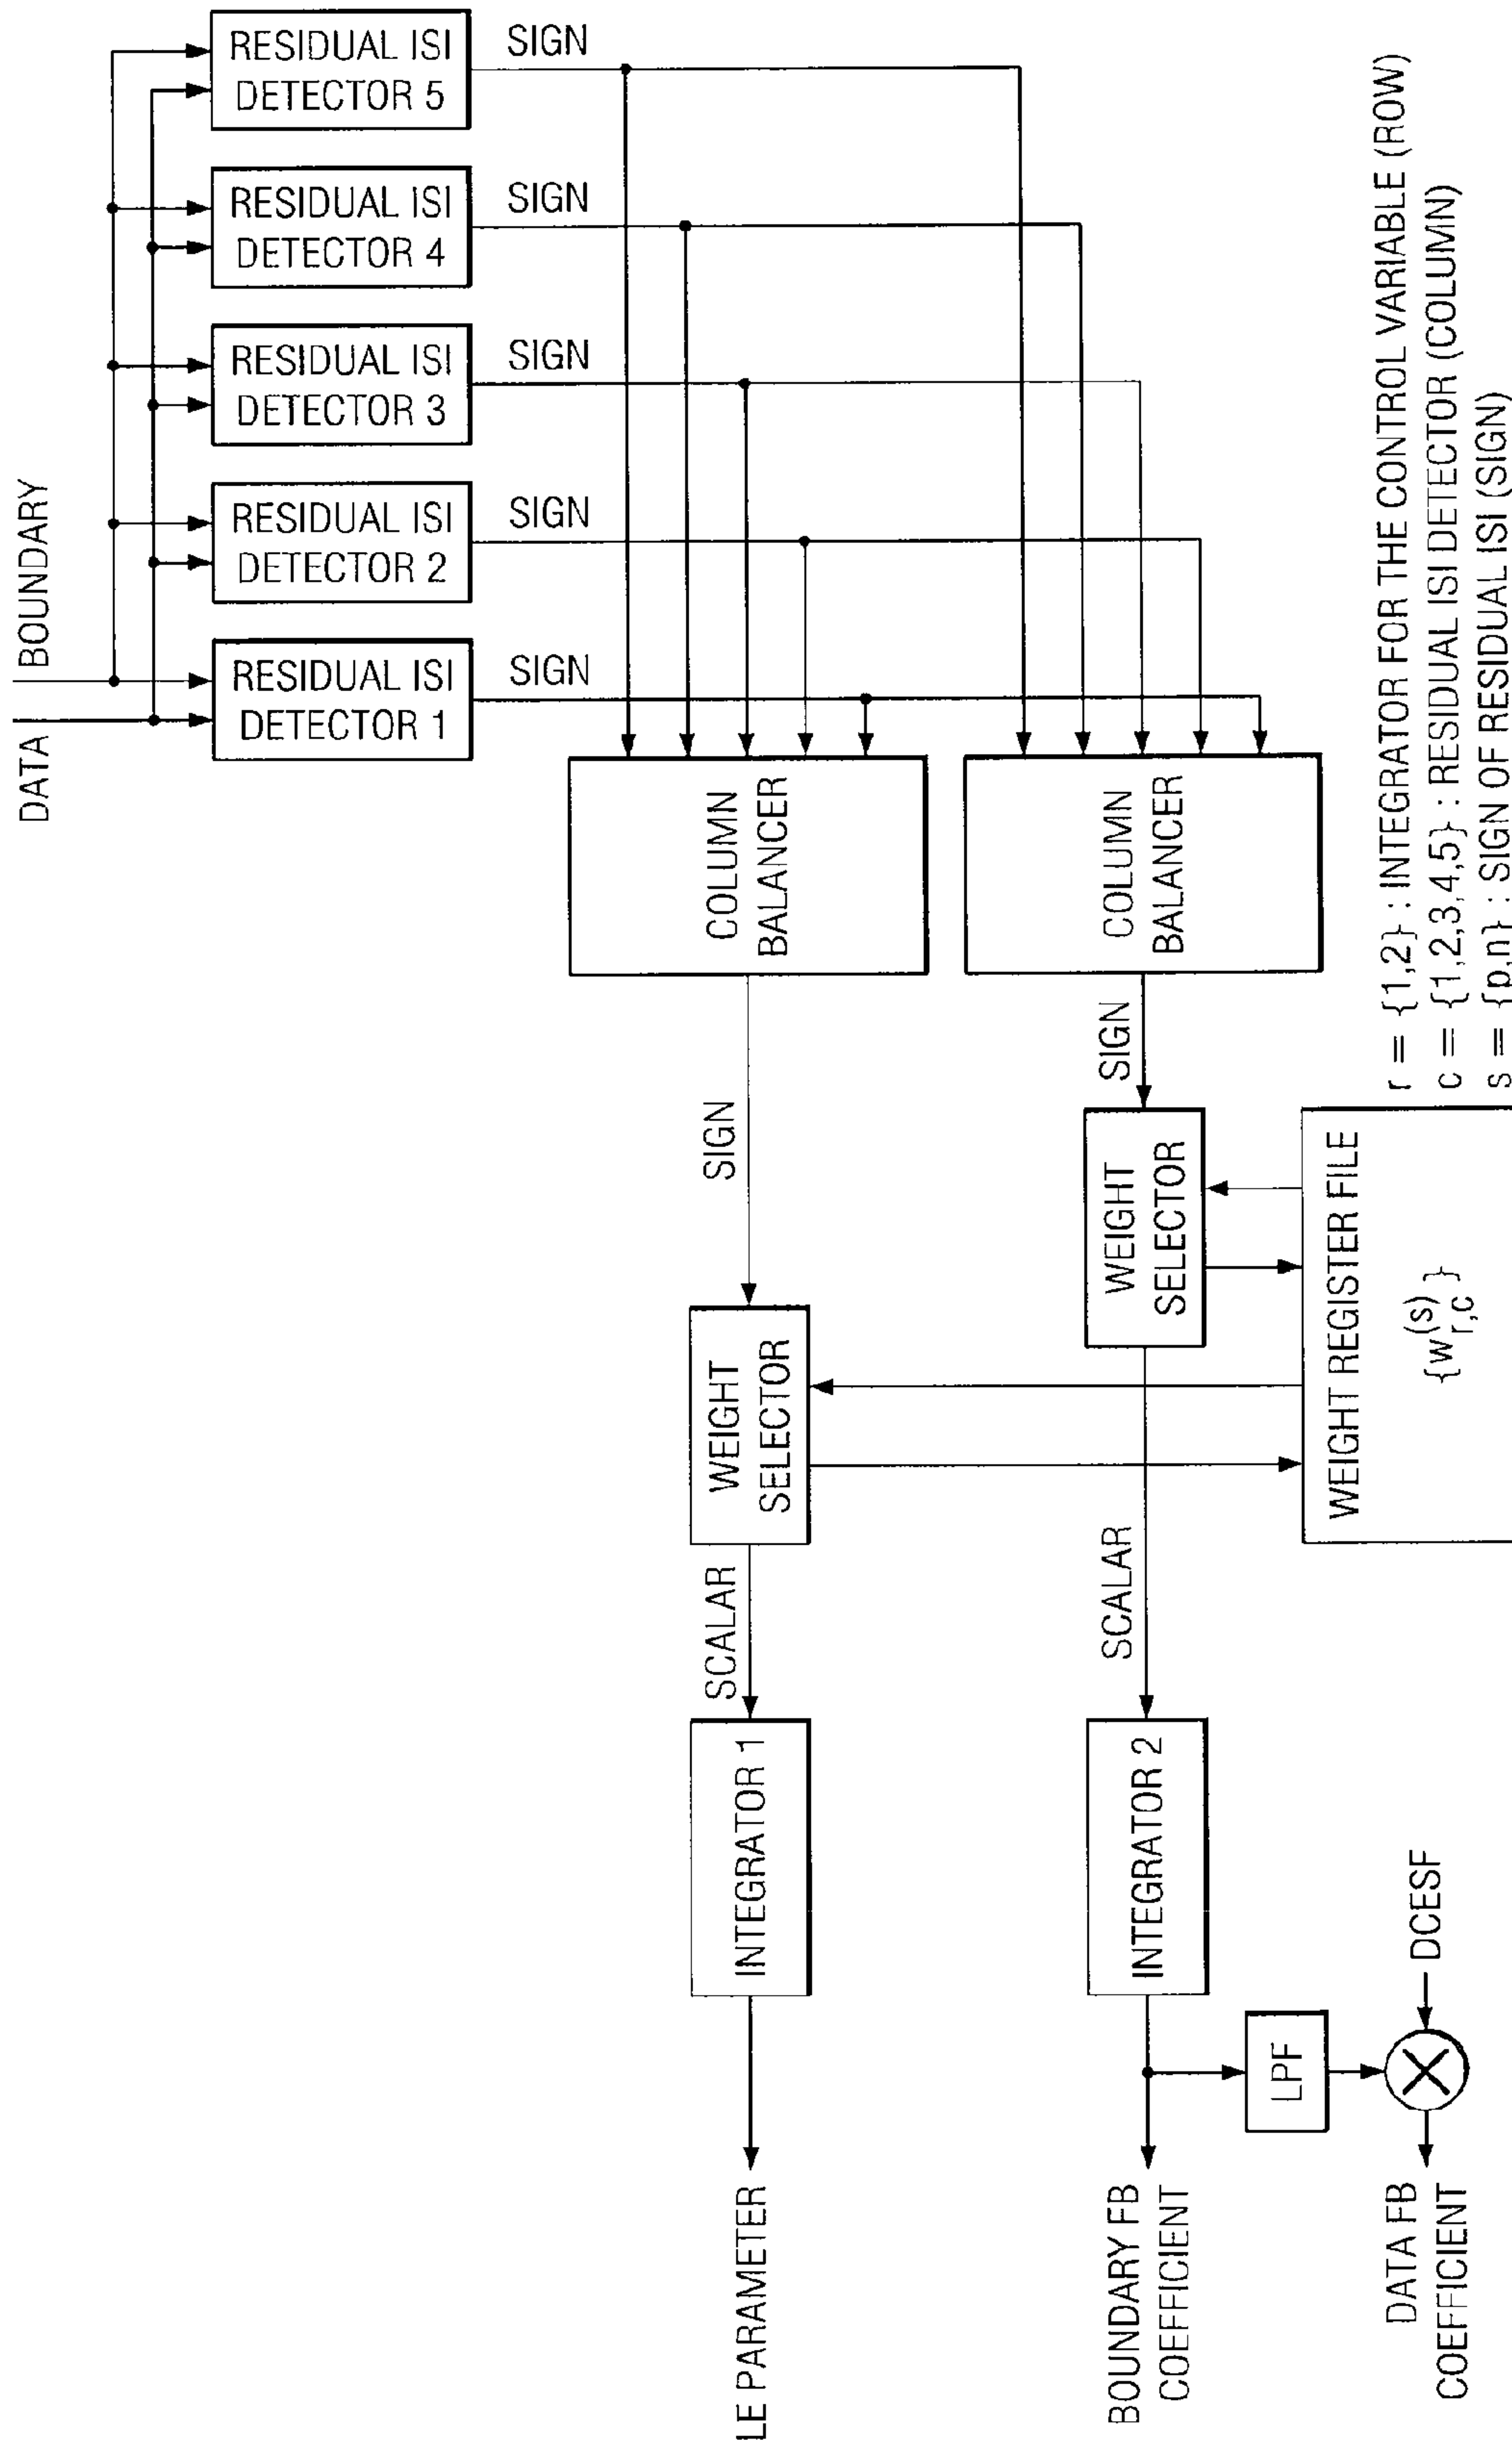 DATA
BOUNDARY
RESIDUAL ISI
DETECTOR 5
SIGN
RESIDUAL ISI
DETECTOR 4
SIGN
RESIDUAL ISI
DETECTOR 3
SIGN
RESIDUAL ISI
DETECTOR 2
SIGN
RESIDUAL ISI
DETECTOR 1
SIGN
COLUMN
BALANCER
COLUMN
BALANCER
SIGN
SIGN
WEIGHT
SELECTOR
WEIGHT
SELECTOR
WEIGHT REGISTER FILE
{w(s)r,c}
SCALAR
SCALAR
INTEGRATOR 1
INTEGRATOR 2
LPF
DCESF
LE PARAMETER
BOUNDARY FB
COEFFICIENT
DATA FB
COEFFICIENT
r = {1,2} : INTEGRATOR FOR THE CONTROL VARIABLE (ROW)
c = {1,2,3,4,5} : RESIDUAL ISI DETECTOR (COLUMN)
s = {p,n} : SIGN OF RESIDUAL ISI (SIGN)